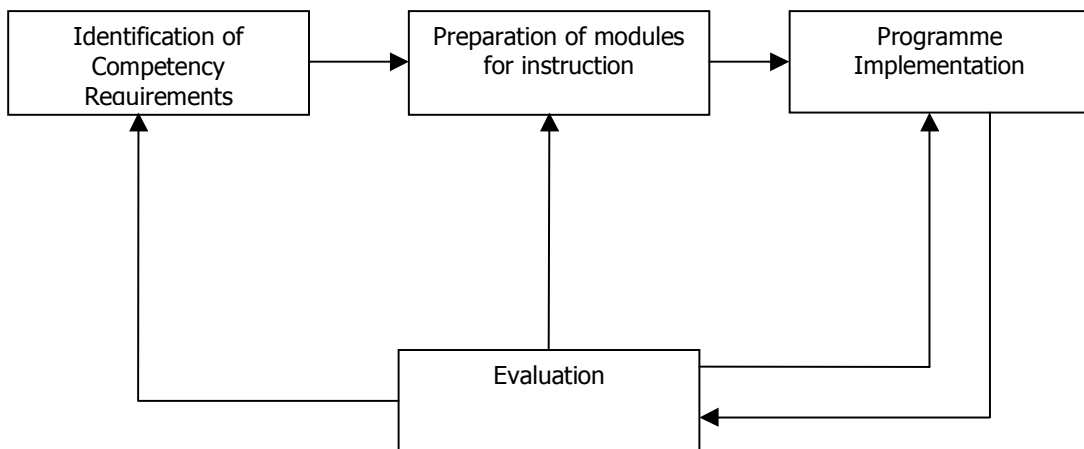 Identification of
Competency
Requirements
Preparation of modules
for instruction
Programme
Implementation
Evaluation